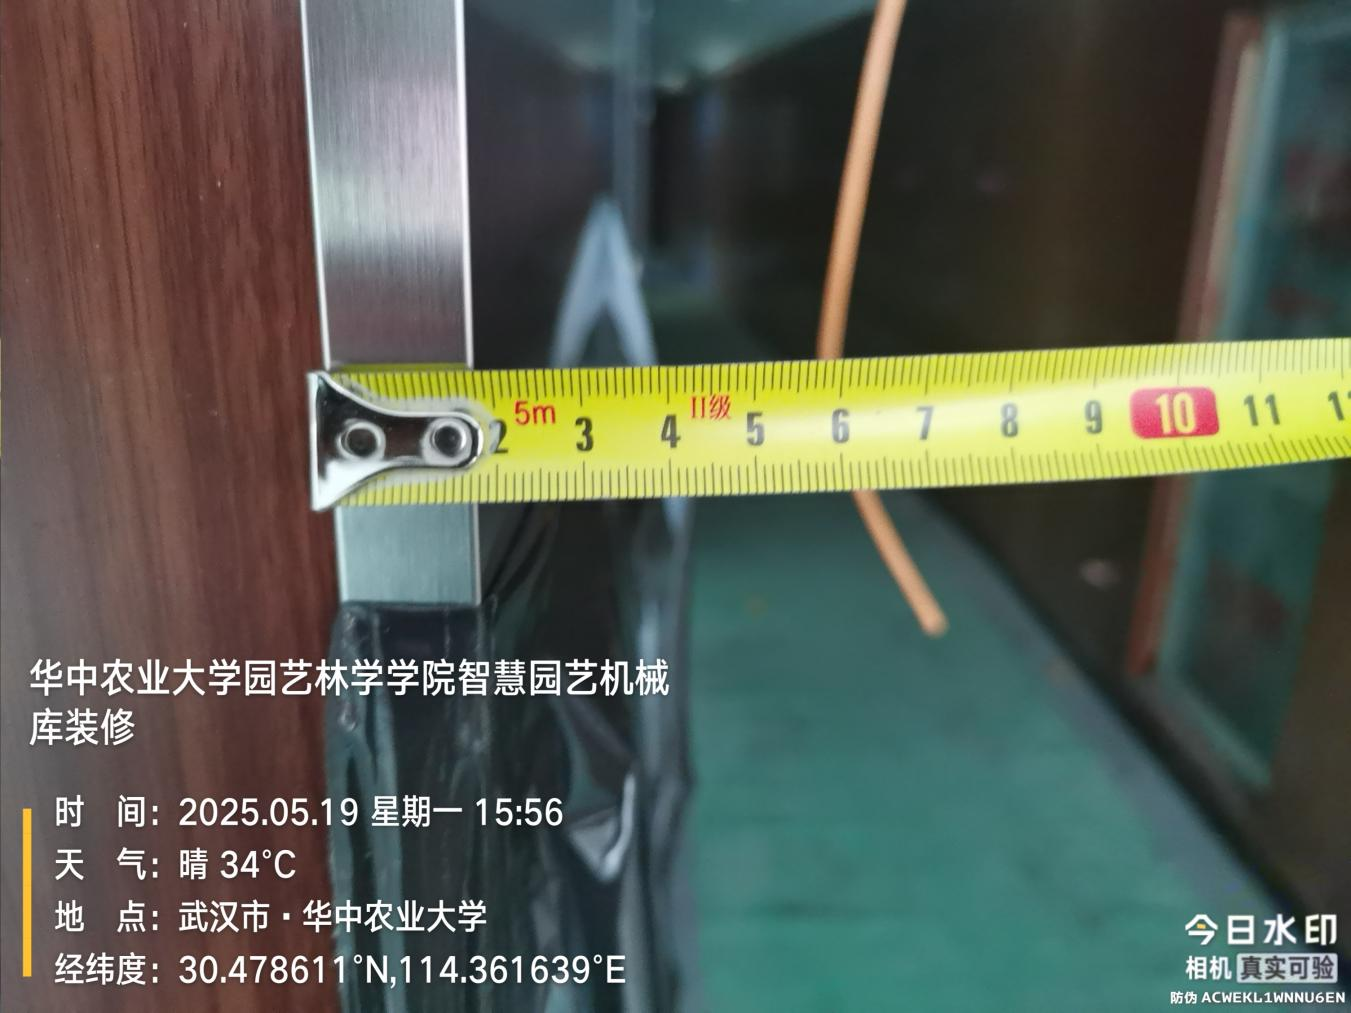 5m
II级
2 3 4 5 6 7 8 9 10 11
华中农业大学园艺林学学院智慧园艺机械
库装修
时 间：2025.05.19 星期一 15:56
天 气：晴 34°C
地 点：武汉市·华中农业大学
经纬度：30.478611°N,114.361639°E
今日水印
相机 真实可验
防伪 ACWEKL1WNNU6EN